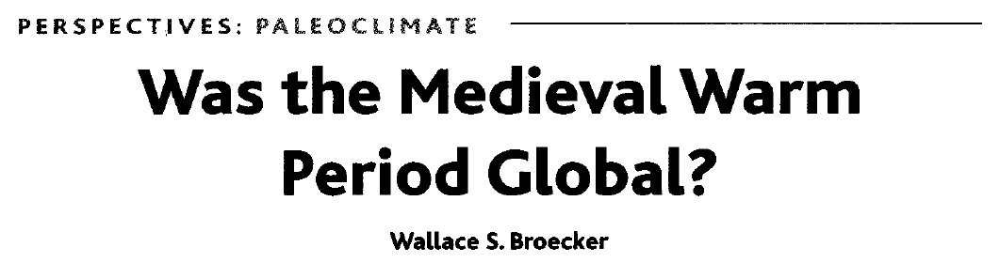 PERSPECTIVES: PALEOCLIMATE
Was the Medieval Warm
Period Global?
Wallace S. Broecker